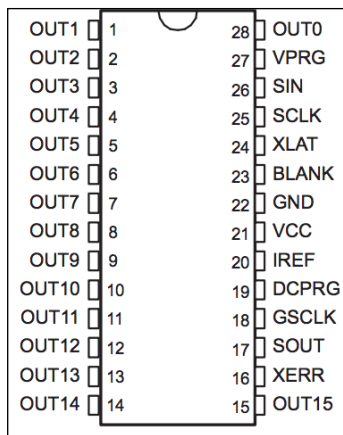 OUT1 1 28 OUT0
OUT2 2 27 VPRG
OUT3 3 26 SIN
OUT4 4 25 SCLK
OUT5 5 24 XLAT
OUT6 6 23 BLANK
OUT7 7 22 GND
OUT8 8 21 VCC
OUT9 9 20 IREF
OUT10 10 19 DCPRG
OUT11 11 18 GSCLK
OUT12 12 17 SOUT
OUT13 13 16 XERR
OUT14 14 15 OUT15